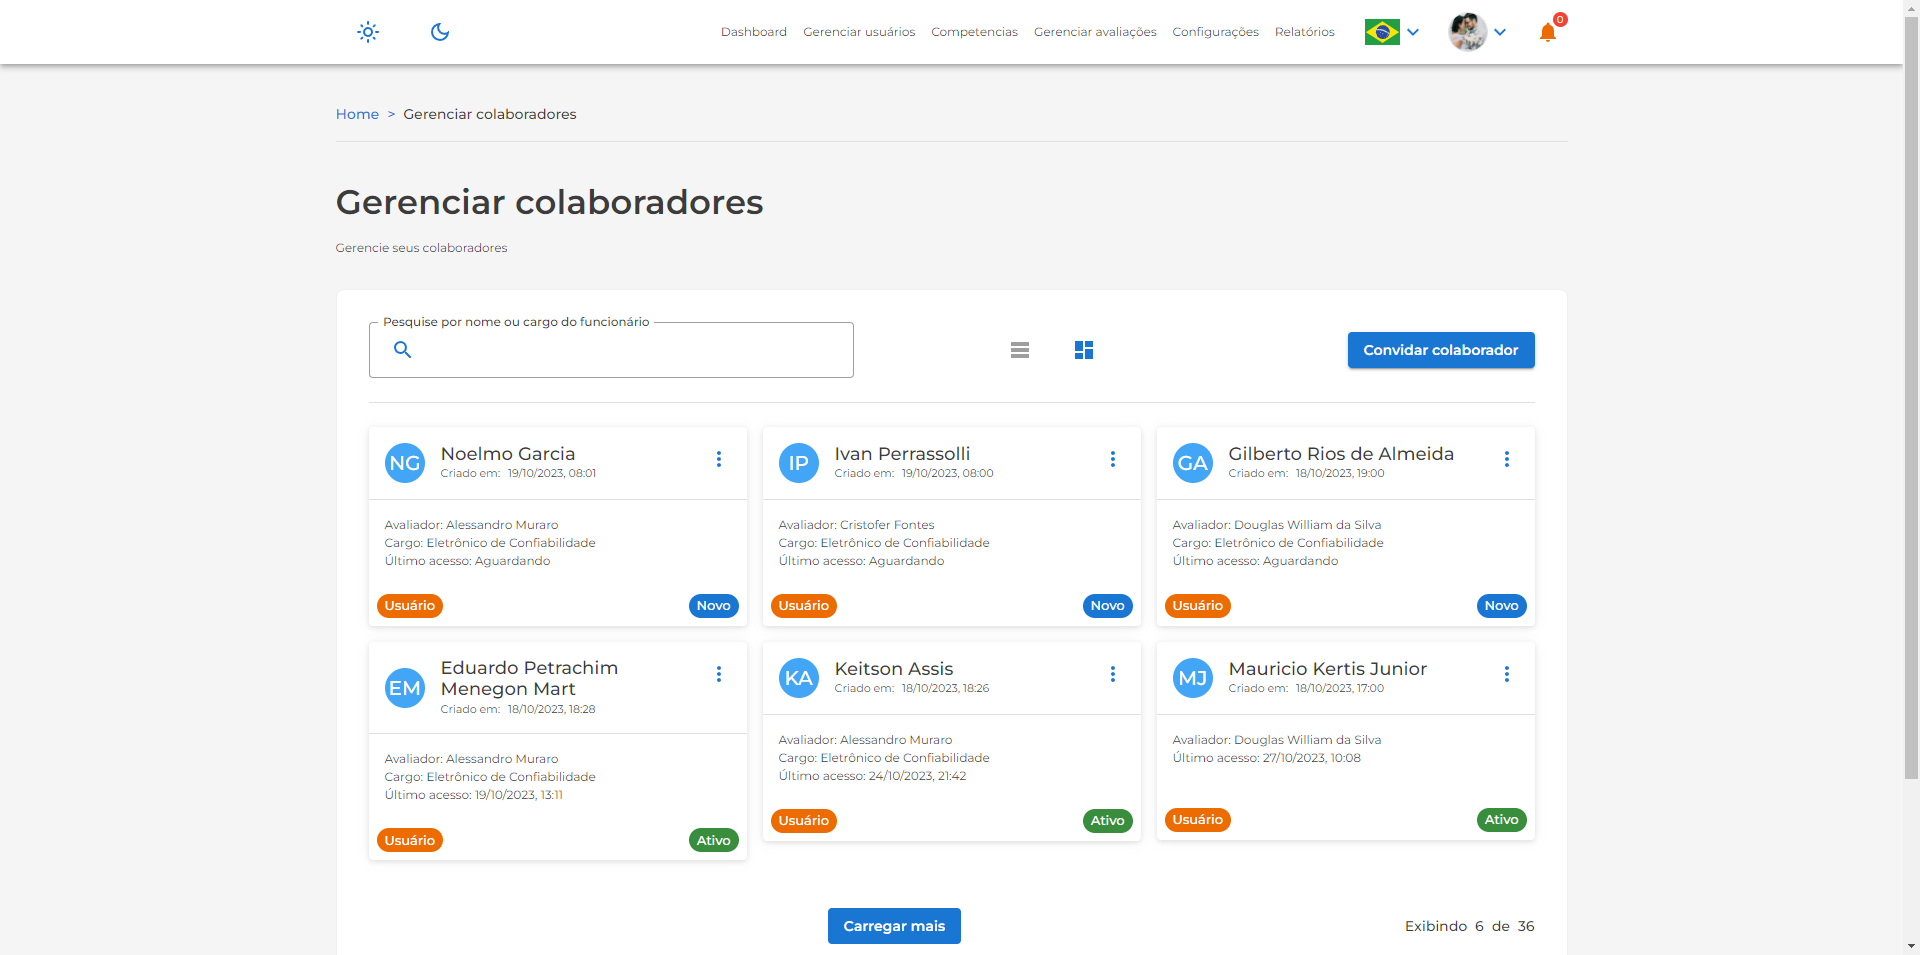 Dashboard Gerenciar usuários Competencias Gerenciar avaliações Configurações Relatórios 0
Home > Gerenciar colaboradores
Gerenciar colaboradores
Gerencie seus colaboradores
Pesquise por nome ou cargo do funcionário
Convidar colaborador
NG
Noelmo Garcia
Criado em: 19/10/2023, 08:01
Avaliador: Alessandro Muraro
Cargo: Eletrônico de Confiabilidade
Último acesso: Aguardando
Usuário Novo
IP
Ivan Perrassolli
Criado em: 19/10/2023, 08:00
Avaliador: Cristofer Fontes
Cargo: Eletrônico de Confiabilidade
Último acesso: Aguardando
Usuário Novo
GA
Gilberto Rios de Almeida
Criado em: 18/10/2023, 19:00
Avaliador: Douglas William da Silva
Cargo: Eletrônico de Confiabilidade
Último acesso: Aguardando
Usuário Novo
EM
Eduardo Petrachim
Menegon Mart
Criado em: 18/10/2023, 18:28
Avaliador: Alessandro Muraro
Cargo: Eletrônico de Confiabilidade
Último acesso: 19/10/2023, 13:11
Usuário Ativo
KA
Keitson Assis
Criado em: 18/10/2023, 18:26
Avaliador: Alessandro Muraro
Cargo: Eletrônico de Confiabilidade
Último acesso: 24/10/2023, 21:42
Usuário Ativo
MJ
Mauricio Kertis Junior
Criado em: 18/10/2023, 17:00
Avaliador: Douglas William da Silva
Último acesso: 27/10/2023, 10:08
Usuário Ativo
Carregar mais
Exibindo 6 de 36